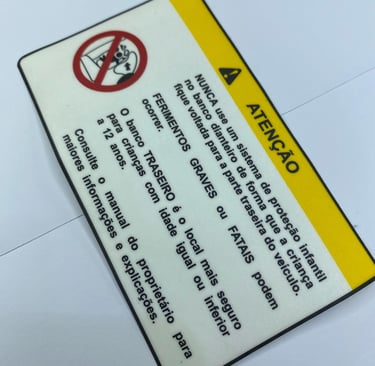 ATENÇÃO
NUNCA use um sistema de proteção infantil
no banco dianteiro de forma que a criança
fique voltada para a parte traseira do veículo.
FERIMENTOS GRAVES ou FATAIS podem
ocorrer.
O banco TRASEIRO é o local mais seguro
para crianças com idade igual ou inferior
à 12 anos.
Consulte o manual do proprietário para
maiores informações e explicações.